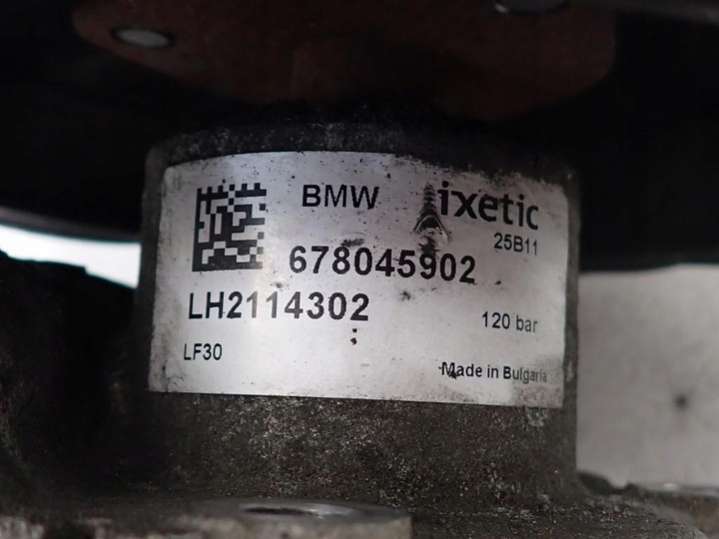 BMW ixetic
25B11
678045902
LH2114302
120 bar
LF30
Made in Bulgaria